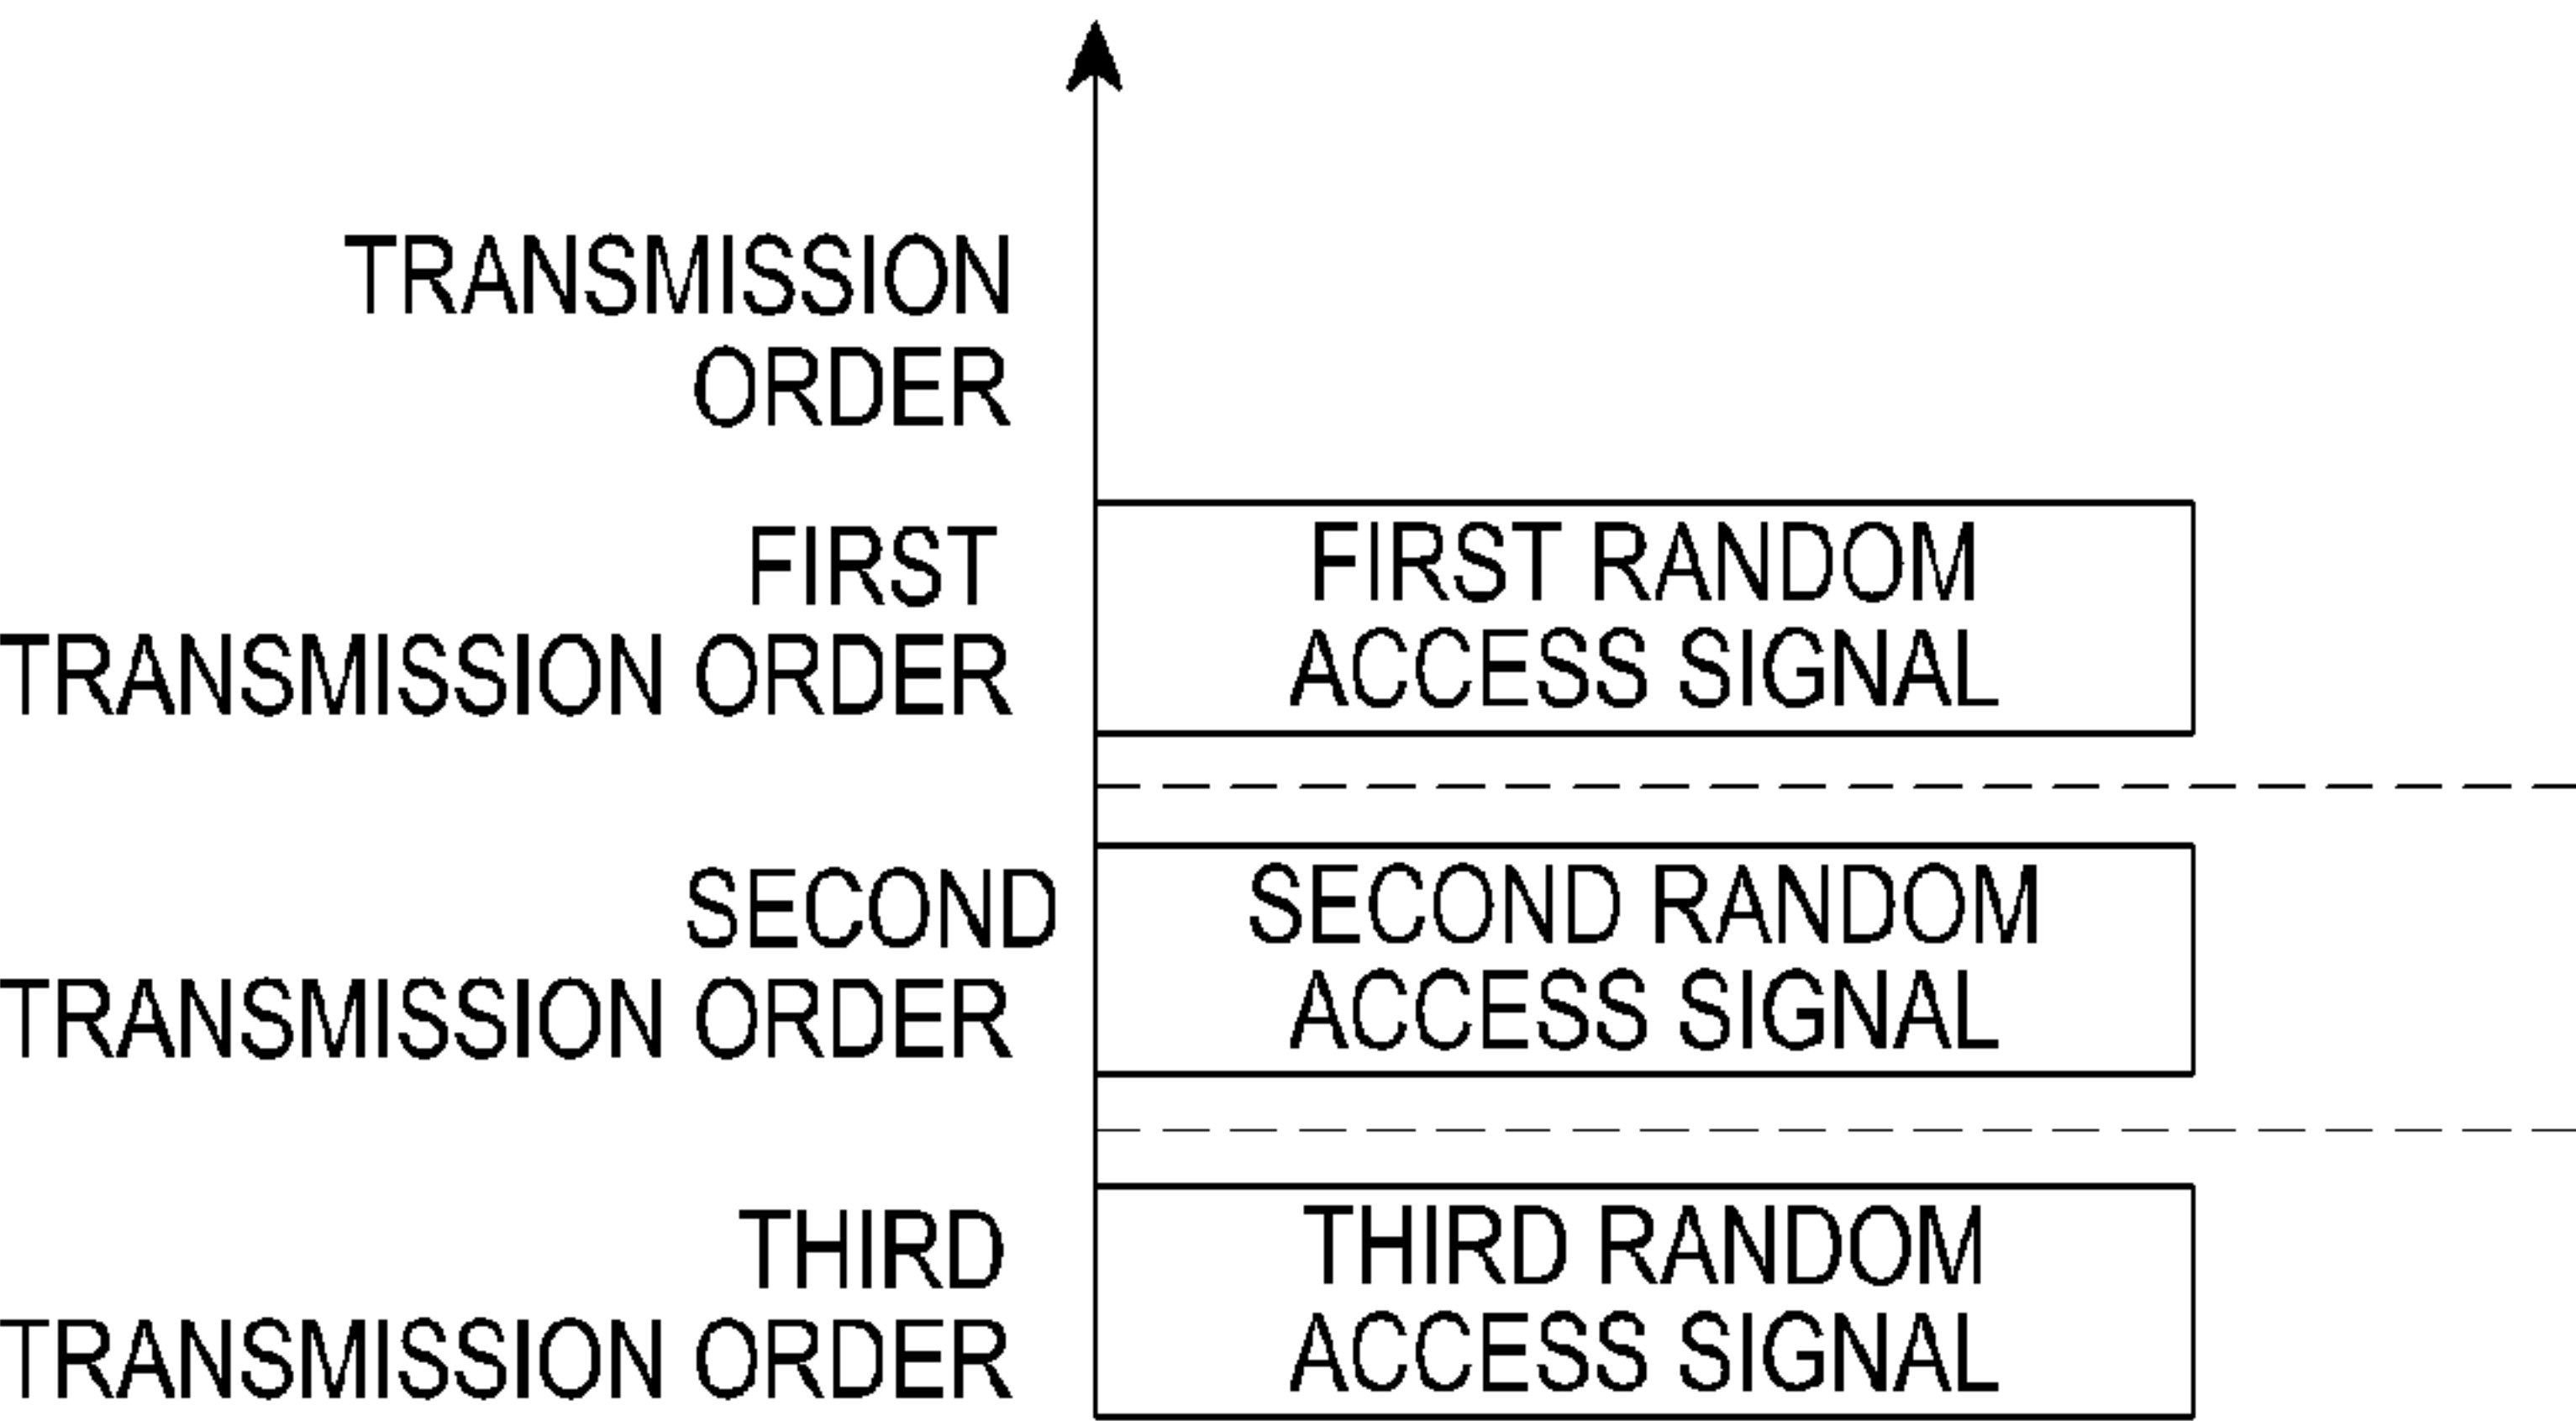 TRANSMISSION
ORDER
FIRST
TRANSMISSION ORDER
FIRST RANDOM
ACCESS SIGNAL
SECOND
TRANSMISSION ORDER
SECOND RANDOM
ACCESS SIGNAL
THIRD
TRANSMISSION ORDER
THIRD RANDOM
ACCESS SIGNAL